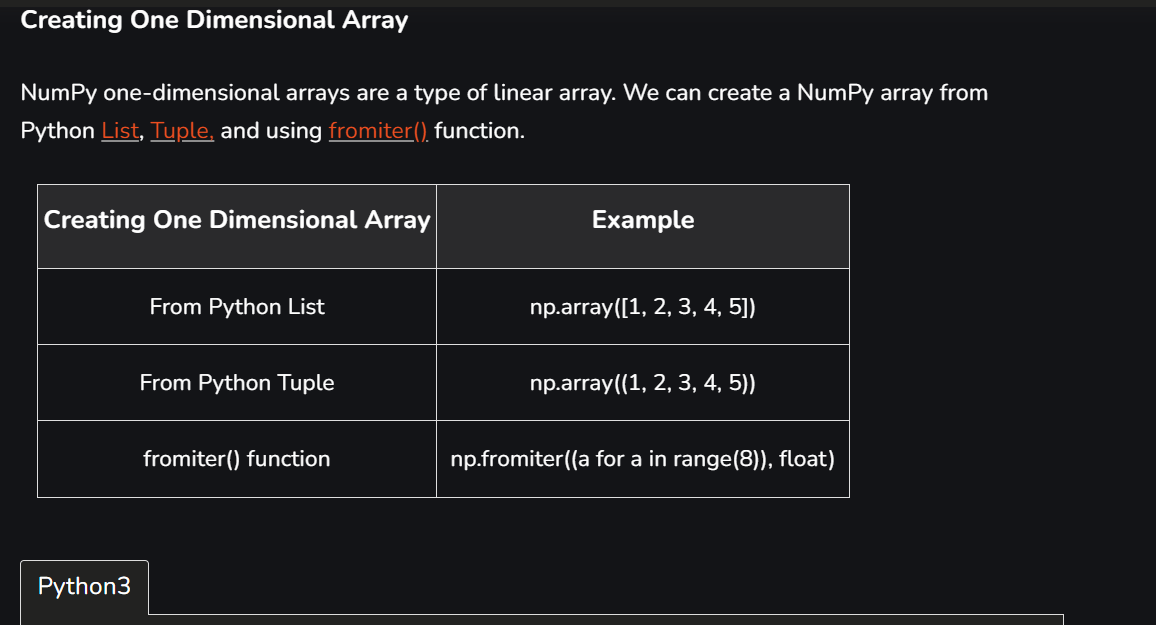 Creating One Dimensional Array
NumPy one-dimensional arrays are a type of linear array. We can create a NumPy array from
Python List, Tuple, and using fromiter() function.
Creating One Dimensional Array Example
From Python List np.array([1, 2, 3, 4, 5])
From Python Tuple np.array((1, 2, 3, 4, 5))
fromiter() function np.fromiter((a for a in range(8)), float)
Python3